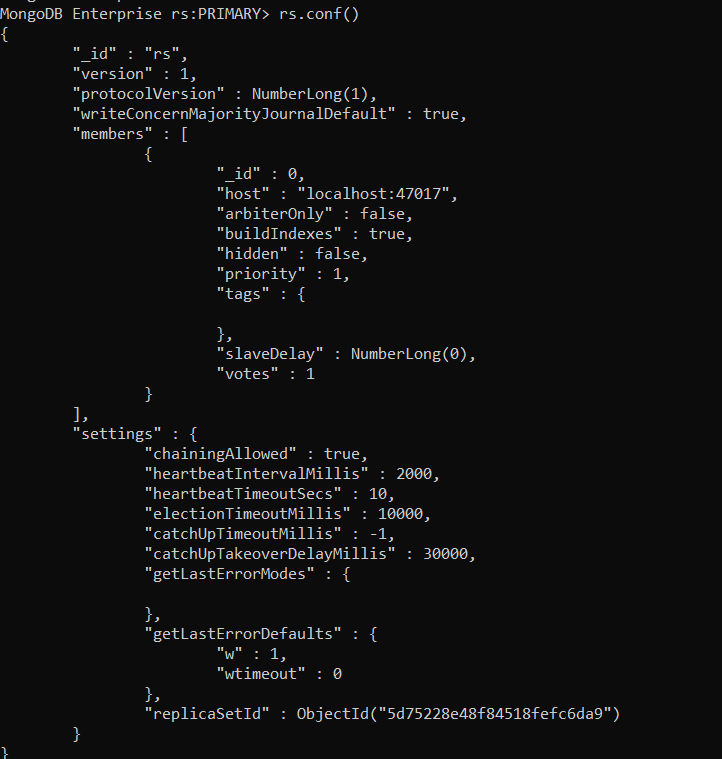 MongoDB Enterprise rs:PRIMARY> rs.conf()
{
        "_id" : "rs",
        "version" : 1,
        "protocolVersion" : NumberLong(1),
        "writeConcernMajorityJournalDefault" : true,
        "members" : [
                {
                        "_id" : 0,
                        "host" : "localhost:47017",
                        "arbiterOnly" : false,
                        "buildIndexes" : true,
                        "hidden" : false,
                        "priority" : 1,
                        "tags" : {

                        },
                        "slaveDelay" : NumberLong(0),
                        "votes" : 1
                }
        ],
        "settings" : {
                "chainingAllowed" : true,
                "heartbeatIntervalMillis" : 2000,
                "heartbeatTimeoutSecs" : 10,
                "electionTimeoutMillis" : 10000,
                "catchUpTimeoutMillis" : -1,
                "catchUpTakeoverDelayMillis" : 30000,
                "getLastErrorModes" : {

                },
                "getLastErrorDefaults" : {
                        "w" : 1,
                        "wtimeout" : 0
                },
                "replicaSetId" : ObjectId("5d75228e48f84518fefc6da9")
        }
}